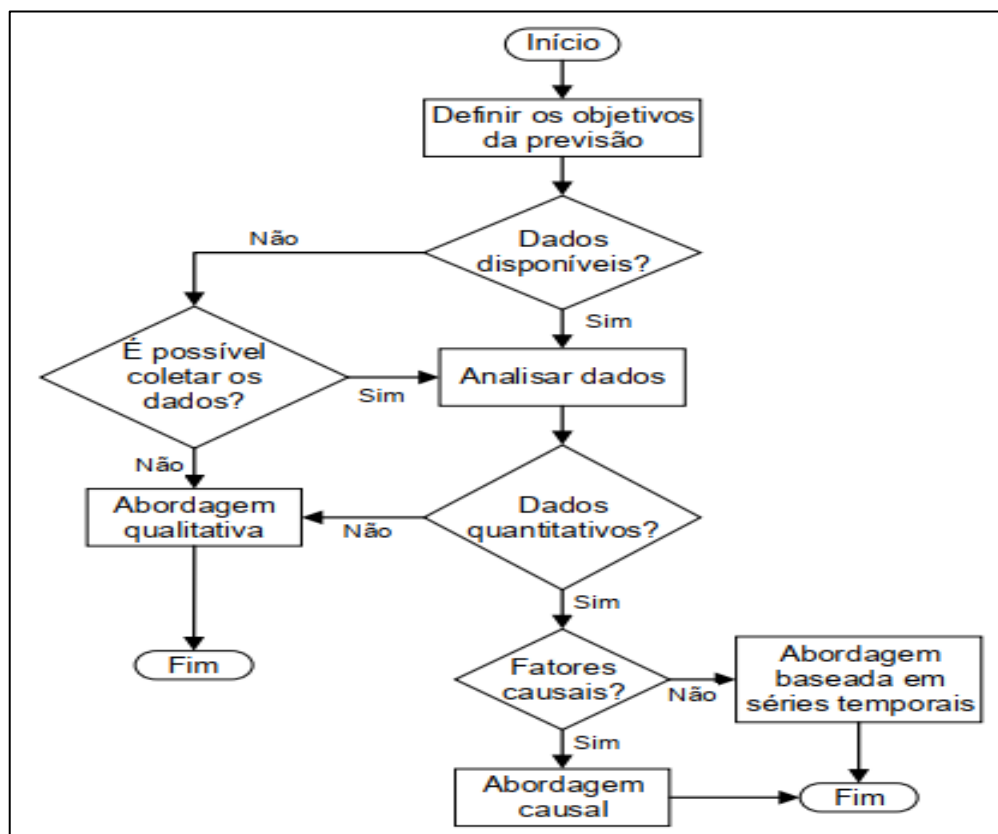 Início
Definir os objetivos
da previsão
Não
Dados
disponíveis?
Sim
É possível
coletar os
dados?
Sim
Analisar dados
Não
Abordagem
qualitativa
Não
Dados
quantitativos?
Sim
Fim
Fatores
causais?
Não
Abordagem
baseada em
séries temporais
Sim
Abordagem
causal
Fim